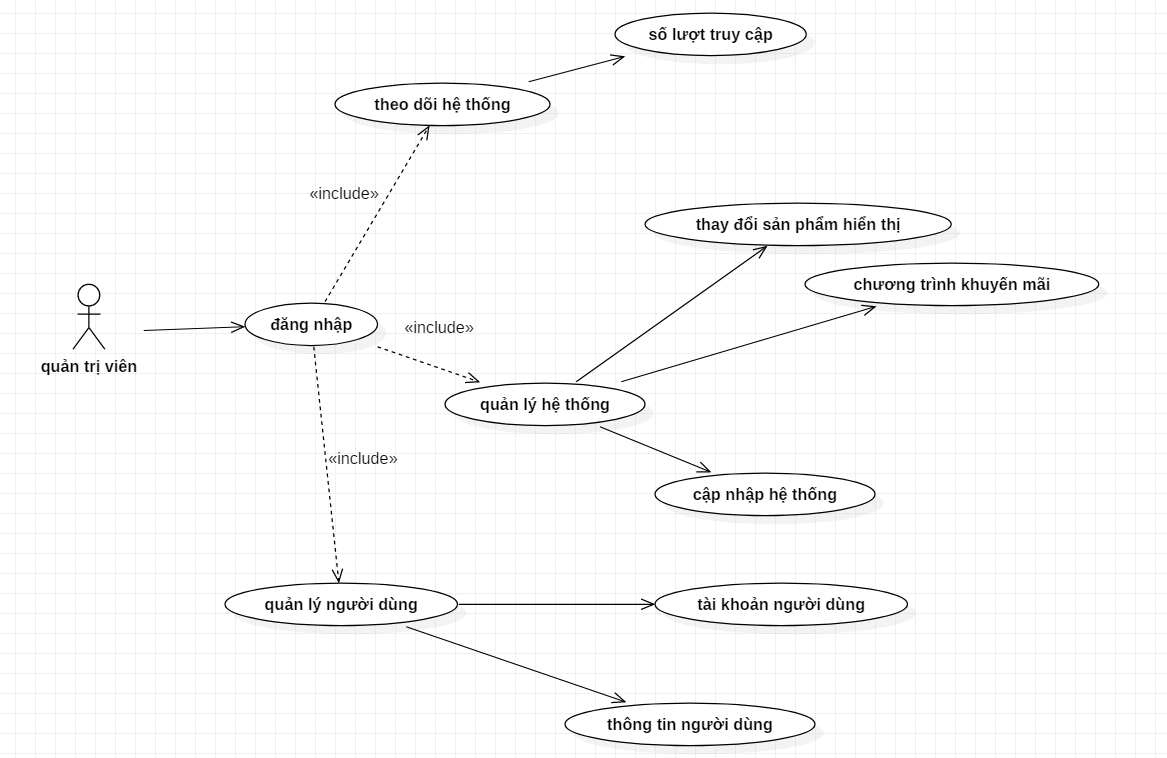 số lượt truy cập
theo dõi hệ thống
«include»
thay đổi sản phẩm hiển thị
chương trình khuyến mãi
đăng nhập
«include»
quản trị viên
quản lý hệ thống
«include»
cập nhập hệ thống
quản lý người dùng
tài khoản người dùng
thông tin người dùng